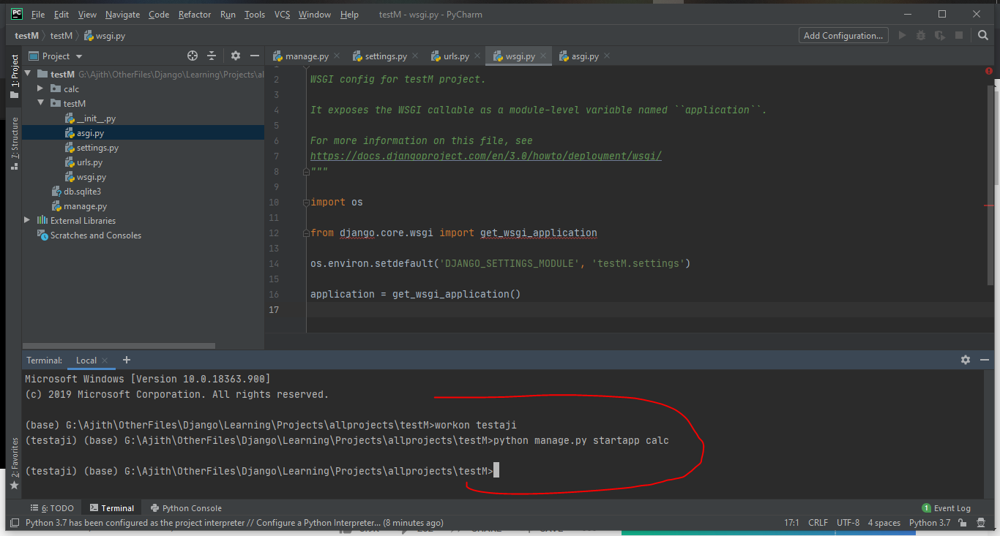 File Edit View Navigate Code Refactor Run Tools VCS Window Help testM - wsgi.py - PyCharm
testM testM wsgi.py Add Configuration...
1: Project
Project
manage.py settings.py urls.py wsgi.py asgi.py
testM G:\Ajith\OtherFiles\Django\Learning\Projects\al
calc
testM
__init__.py
asgi.py
settings.py
urls.py
wsgi.py
db.sqlite3
manage.py
External Libraries
Scratches and Consoles
7: Structure
2 WSGI config for testM project.
3
4 It exposes the WSGI callable as a module-level variable named ``application``.
5
6 For more information on this file, see
7 https://docs.djangoproject.com/en/3.0/howto/deployment/wsgi/
8 """
9
10 import os
11
12 from django.core.wsgi import get_wsgi_application
13
14 os.environ.setdefault('DJANGO_SETTINGS_MODULE', 'testM.settings')
15
16 application = get_wsgi_application()
17
Terminal: Local +
Microsoft Windows [Version 10.0.18363.900]
(c) 2019 Microsoft Corporation. All rights reserved.
(base) G:\Ajith\OtherFiles\Django\Learning\Projects\allprojects\testM>workon testaji
(testaji) (base) G:\Ajith\OtherFiles\Django\Learning\Projects\allprojects\testM>python manage.py startapp calc
(testaji) (base) G:\Ajith\OtherFiles\Django\Learning\Projects\allprojects\testM>
2: Favorites
6: TODO Terminal Python Console 1 Event Log
Python 3.7 has been configured as the project interpreter // Configure a Python Interpreter... (8 minutes ago) 17:1 CRLF UTF-8 4 spaces Python 3.7